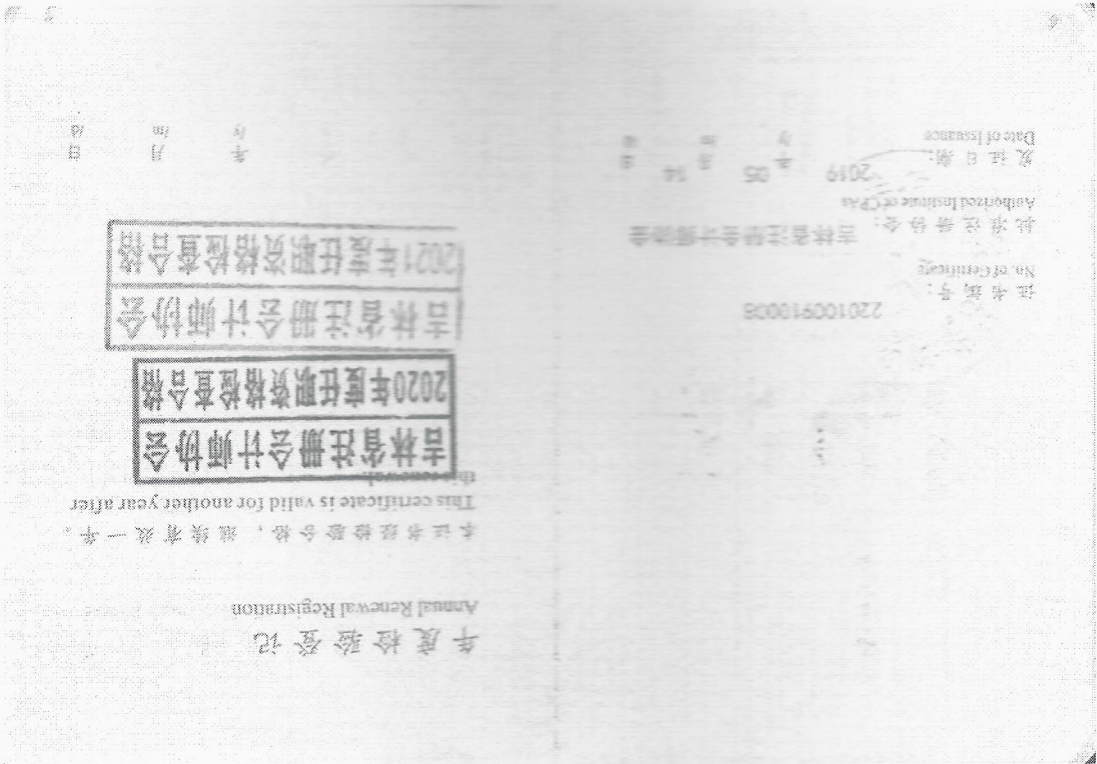 证书编号：
220100910008
No. of Certificate
批准注册协会：
吉林省注册会计师协会
Authorized Institute of CPAs
发证日期：
2019 年 05 月 14 日
Date of Issuance
/y /m /d
4
年度检验登记
Annual Renewal Registration
本证书经检验合格，继续有效一年。
This certificate is valid for another year after
this renewal.
吉林省注册会计师协会
2020年度任职资格检查合格
吉林省注册会计师协会
2021年度任职资格检查合格
年 月 日
/y /m /d
5